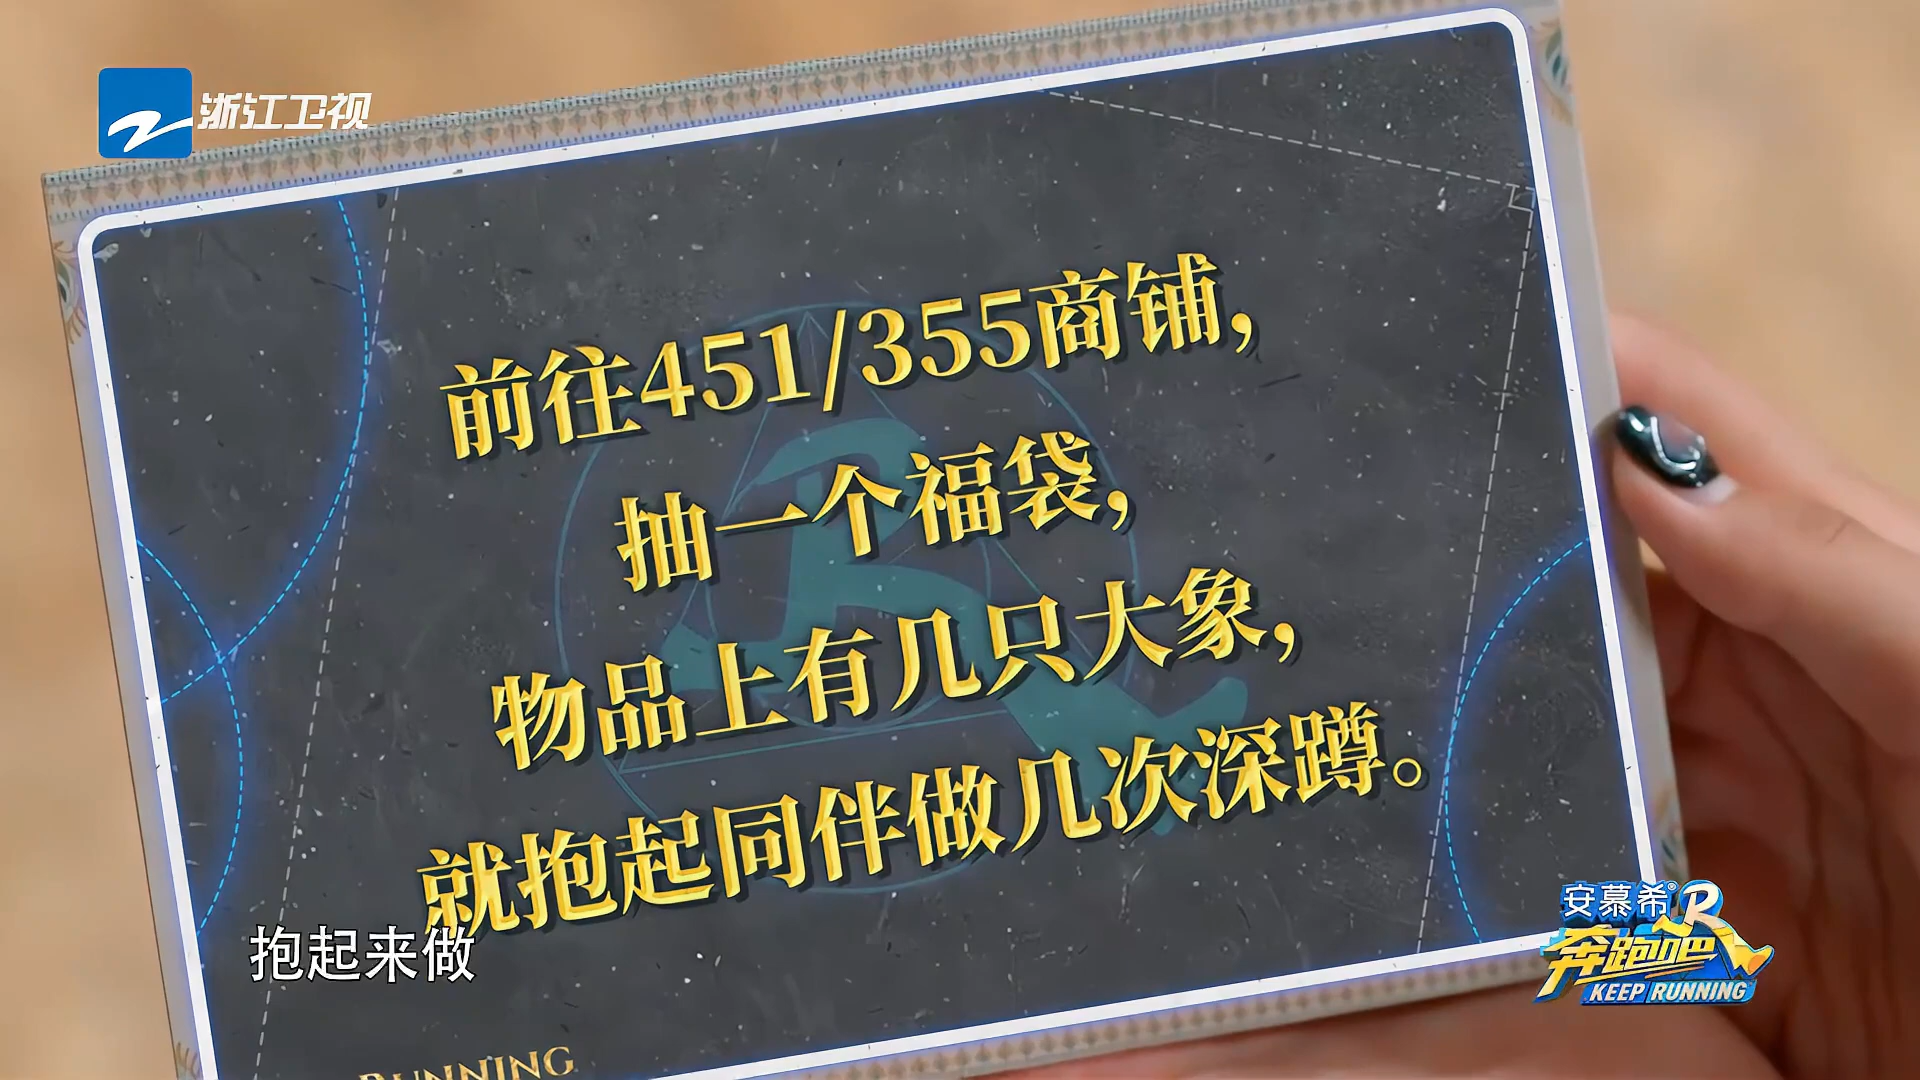 浙江卫视
前往451/355商铺,
抽一个福袋,
物品上有几只大象,
就抱起同伴做几次深蹲。
抱起来做
安慕希®
奔跑吧
KEEP RUNNING
RUNNING